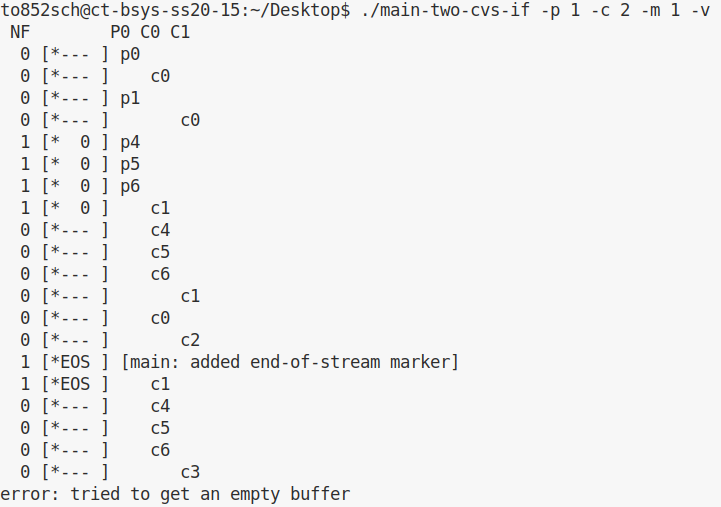 to852sch@ct-bsys-ss20-15:~/Desktop$ ./main-two-cvs-if -p 1 -c 2 -m 1 -v
 NF        P0 C0 C1
  0 [*--- ] p0
  0 [*--- ]    c0
  0 [*--- ] p1
  0 [*--- ]       c0
  1 [*  0 ] p4
  1 [*  0 ] p5
  1 [*  0 ] p6
  1 [*  0 ]    c1
  0 [*--- ]    c4
  0 [*--- ]    c5
  0 [*--- ]    c6
  0 [*--- ]       c1
  0 [*--- ]    c0
  0 [*--- ]       c2
  1 [*EOS ] [main: added end-of-stream marker]
  1 [*EOS ]    c1
  0 [*--- ]    c4
  0 [*--- ]    c5
  0 [*--- ]    c6
  0 [*--- ]       c3
error: tried to get an empty buffer